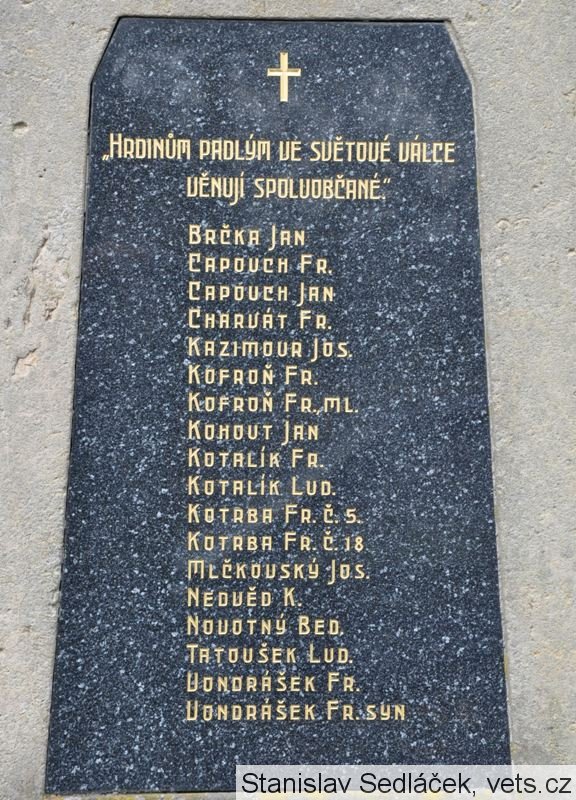 „Hrdinům padlým ve světové válce
věnují spoluobčané.“
Brčka Jan
Capouch Fr.
Capouch Jan
Charvát Fr.
Kazimour Jos.
Kofroň Fr.
Kofroň Fr. ml.
Kohout Jan
Kotalík Fr.
Kotalík Lud.
Kotrba Fr. č. 5.
Kotrba Fr. č. 18
Mlčkovský Jos.
Nedvěd K.
Novotný Bed.
Tatoušek Lud.
Vondrášek Fr.
Vondrášek Fr. syn
Stanislav Sedláček, vets.cz